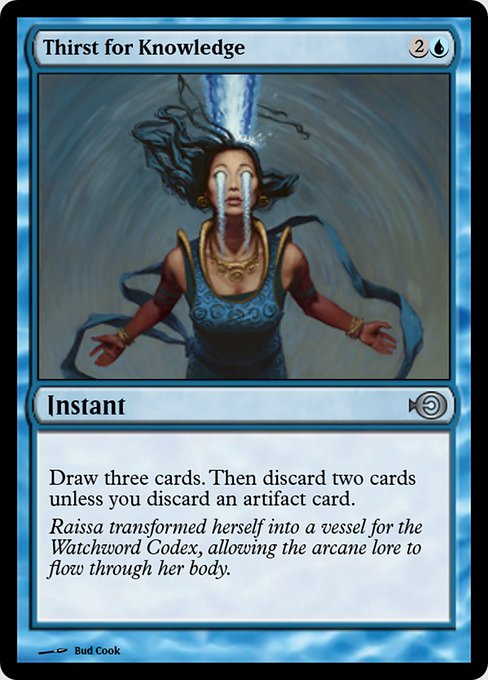 Thirst for Knowledge 2
Instant
Draw three cards. Then discard two cards
unless you discard an artifact card.
Raissa transformed herself into a vessel for the
Watchword Codex, allowing the arcane lore to
flow through her body.
Bud Cook